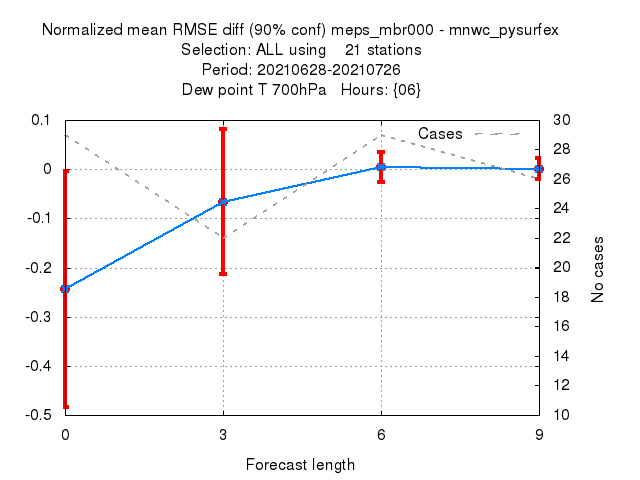 Normalized mean RMSE diff (90% conf) meps_mbr000 - mnwc_pysurfex
Selection: ALL using    21 stations
Period: 20210628-20210726
Dew point T 700hPa   Hours: {06}
Cases
0.1
0
-0.1
-0.2
-0.3
-0.4
-0.5
30
28
26
24
22
20
18
16
14
12
10
No cases
0 3 6 9
Forecast length